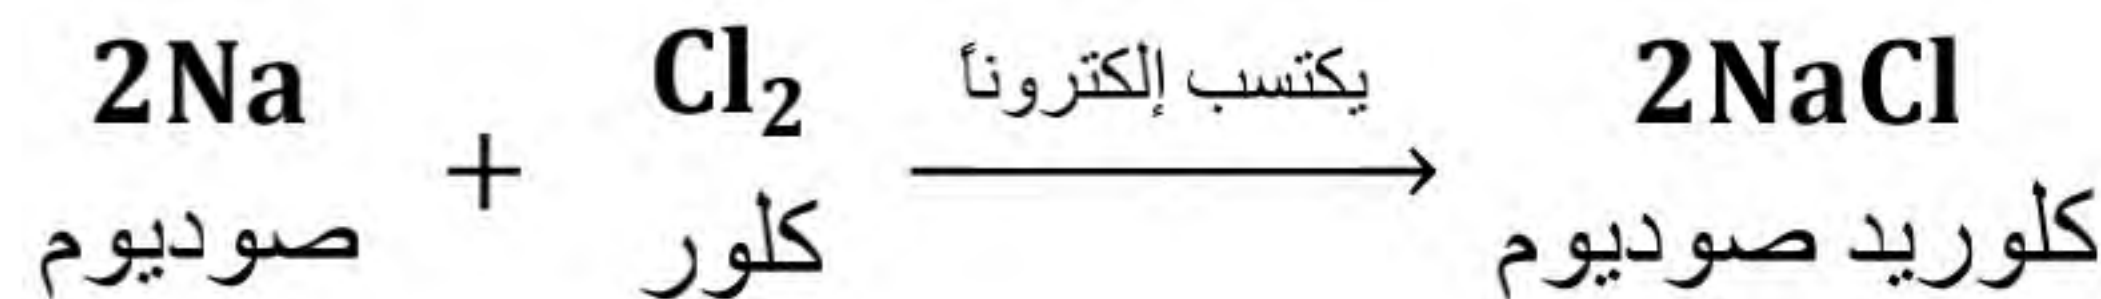 2Na + Cl₂ يكتسب إلكتروناً → 2NaCl
صوديوم كلور كلوريد صوديوم